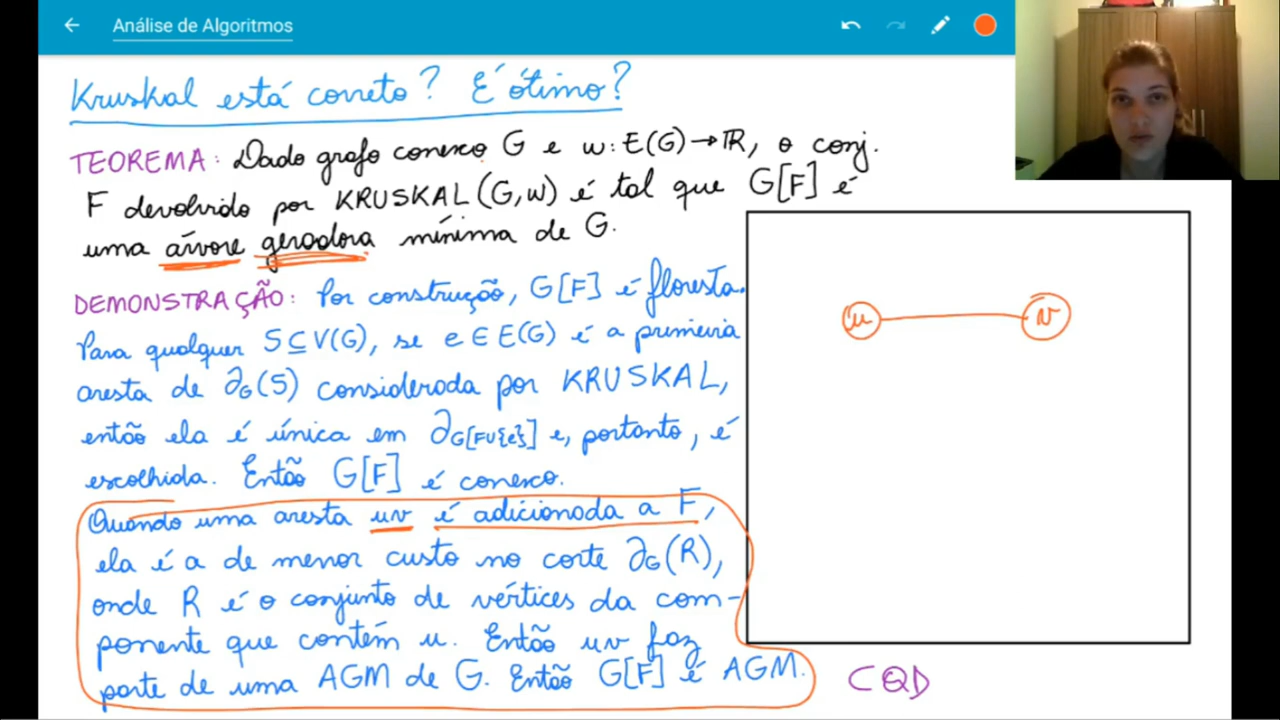 Análise de Algoritmos
Kruskal está correto? É ótimo?
TEOREMA: Dado grafo conexo G e w: E(G)→ℝ, o conj.
F devolvido por KRUSKAL(G,w) é tal que G[F] é
uma árvore geradora mínima de G.
DEMONSTRAÇÃO: Por construção, G[F] é floresta.
Para qualquer S⊆V(G), se e∈E(G) é a primeira
aresta de ∂G(S) considerada por KRUSKAL,
então ela é única em ∂G[F∪{e}] e, portanto, é
escolhida. Então G[F] é conexo.
Quando uma aresta uv é adicionada a F,
ela é a de menor custo no corte ∂G(R),
onde R é o conjunto de vértices da com-
ponente que contém u. Então uv faz
parte de uma AGM de G. Então G[F] é AGM.
u v
CQD